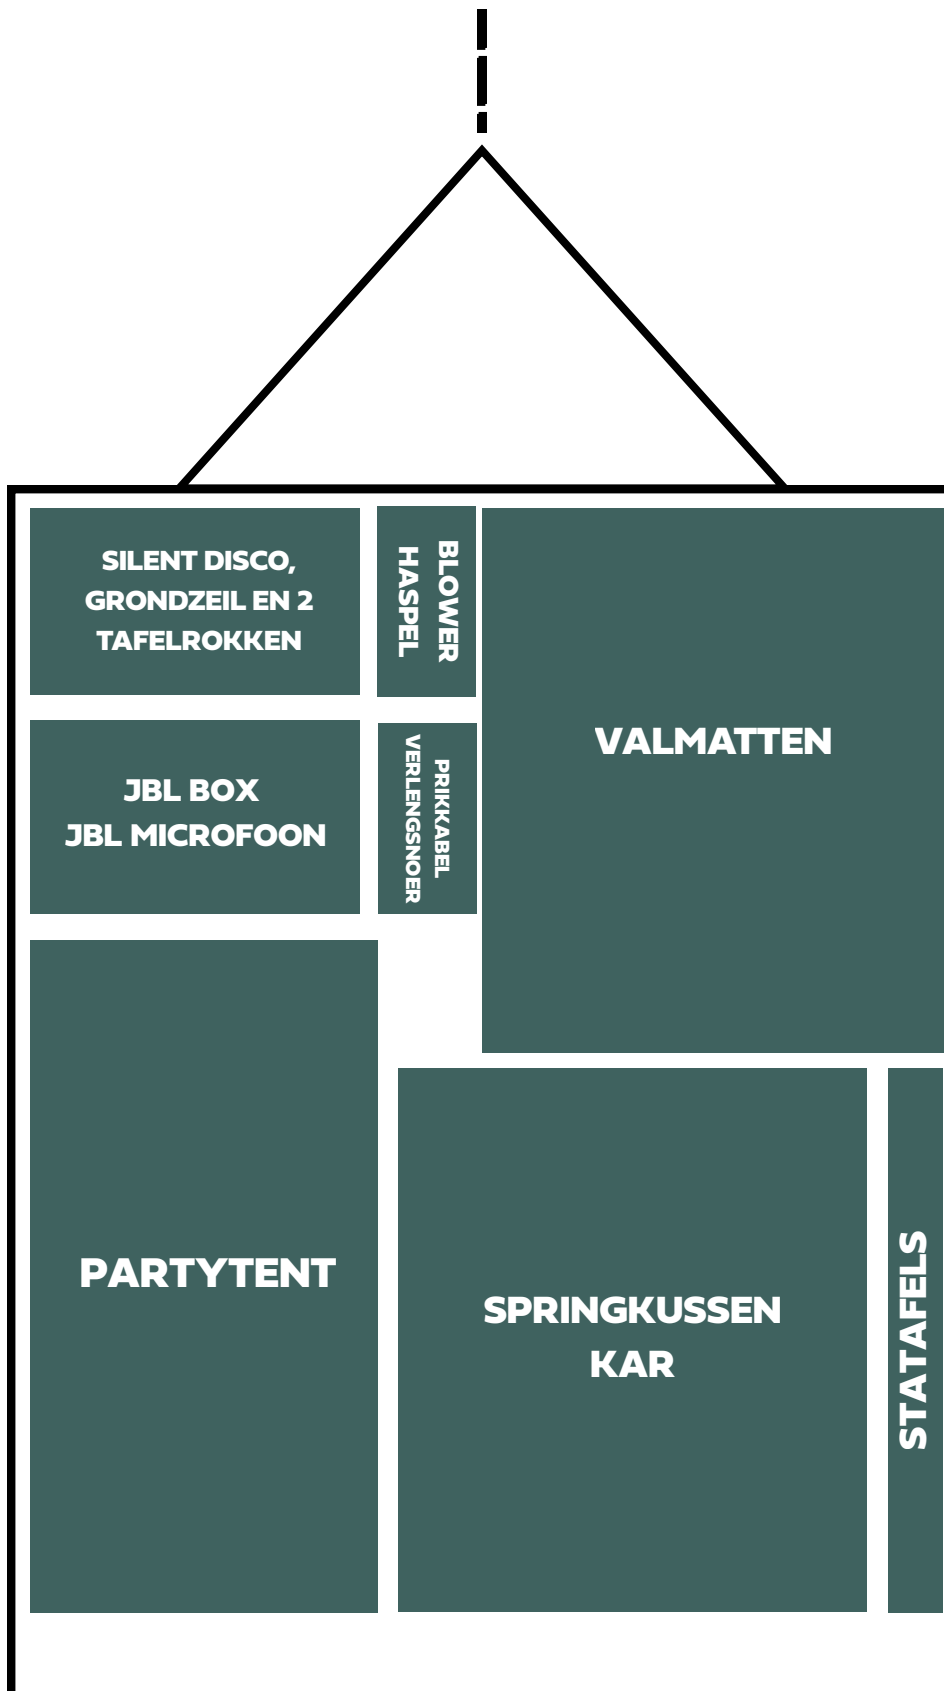 SILENT DISCO,
GRONDZEIL EN 2
TAFELROKKEN
BLOWER
HASPEL
VALMATTEN
JBL BOX
JBL MICROFOON
PRIKKABEL
VERLENGSNOER
PARTYTENT
SPRINGKUSSEN
KAR
STATAFELS